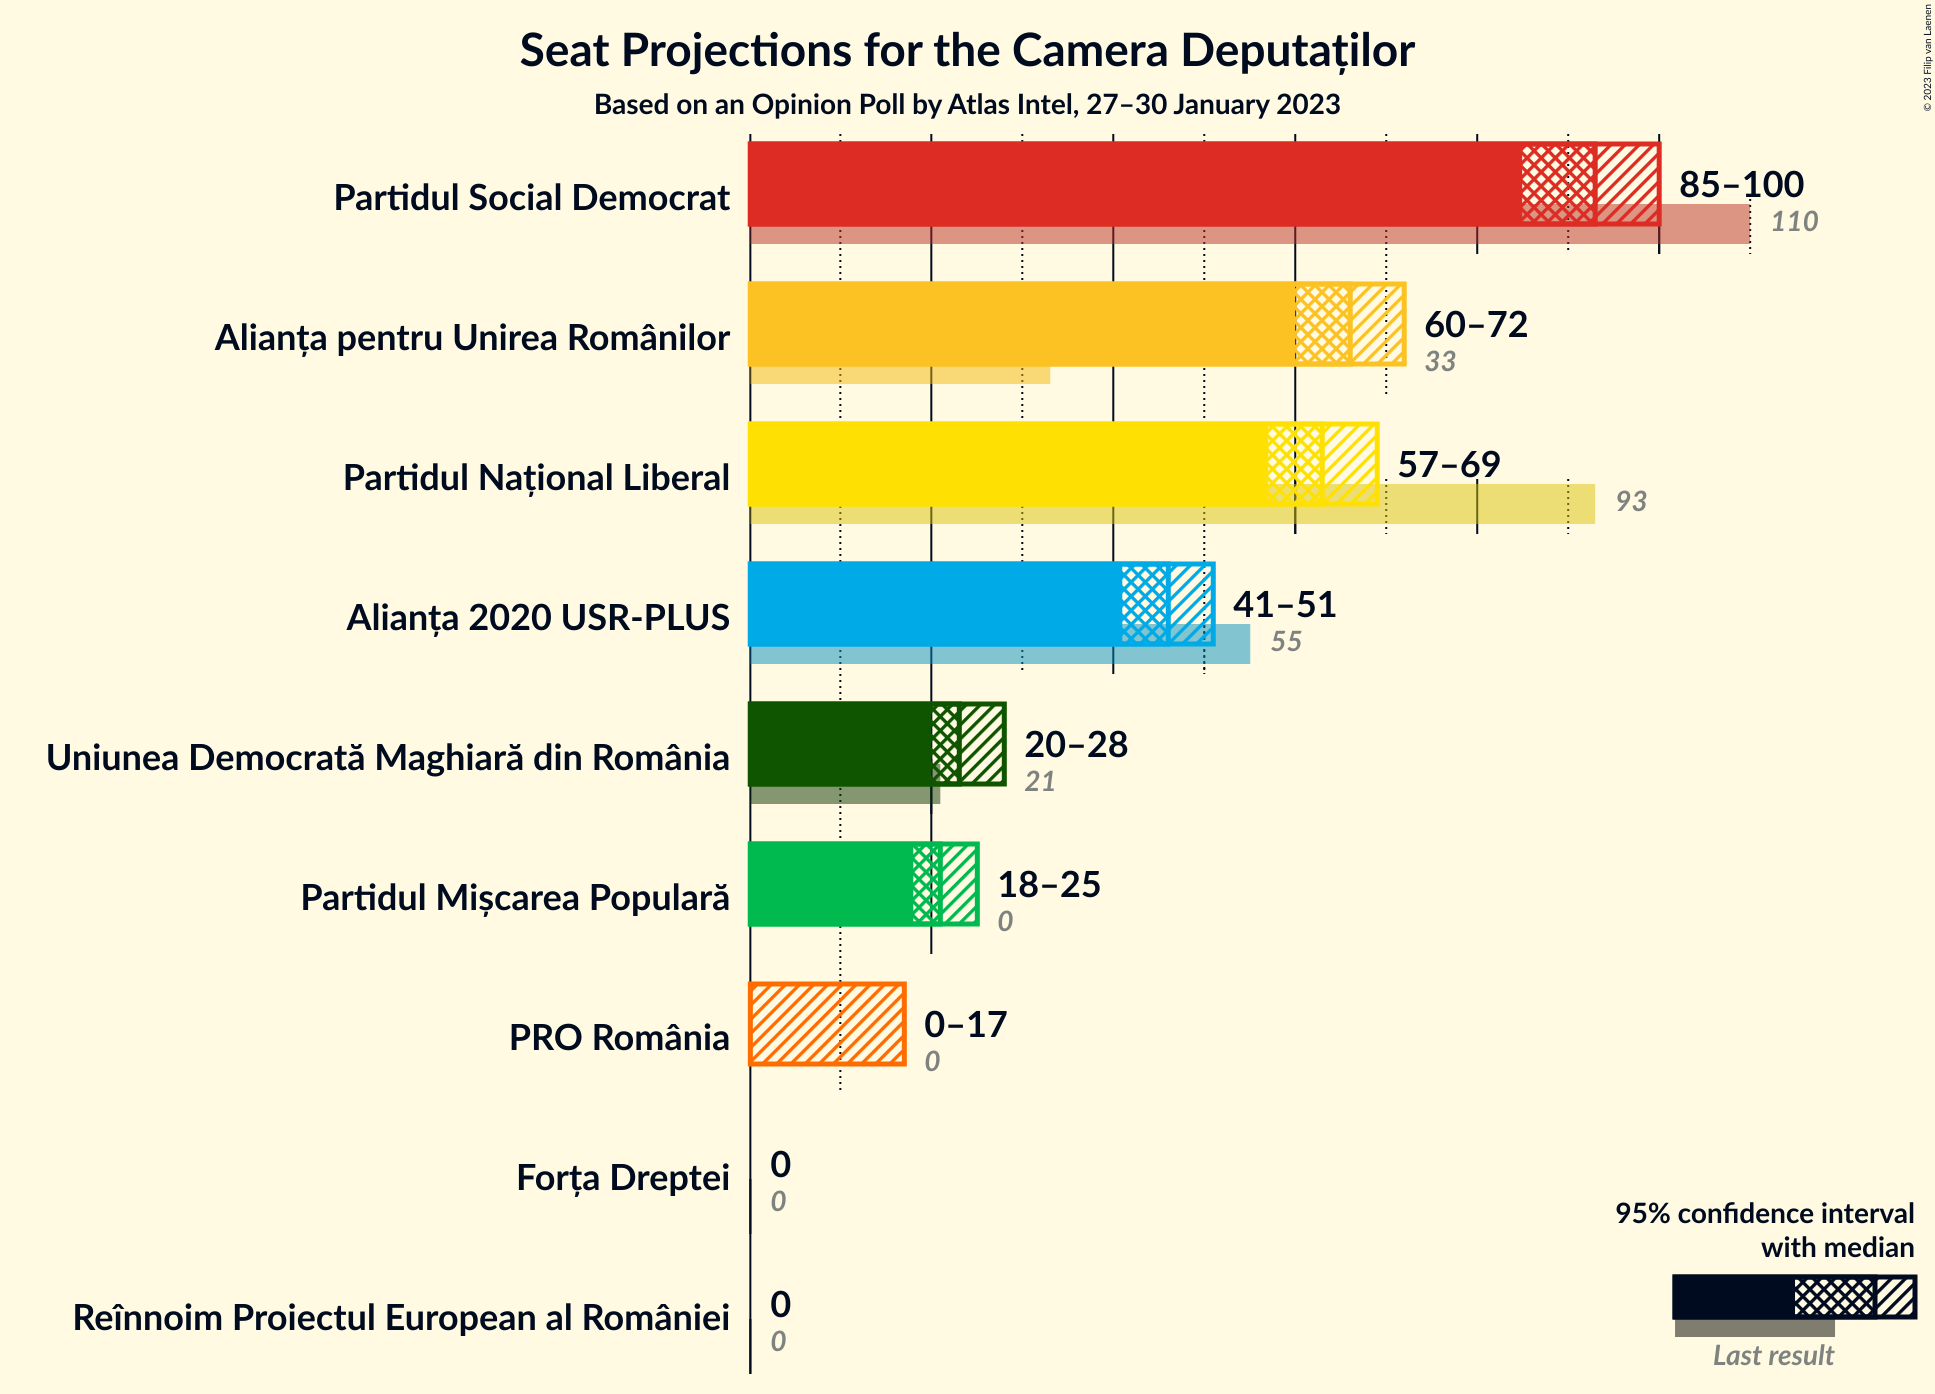 Seat Projections for the Camera Deputaților
Based on an Opinion Poll by Atlas Intel, 27–30 January 2023
© 2023 Filip van Laenen
Partidul Social Democrat
85–100
110
Alianța pentru Unirea Românilor
60–72
33
Partidul Național Liberal
57–69
93
Alianța 2020 USR-PLUS
41–51
55
Uniunea Democrată Maghiară din România
20–28
21
Partidul Mișcarea Populară
18–25
0
PRO România
0–17
0
Forța Dreptei
0
0
Reînnoim Proiectul European al României
0
0
95% confidence interval
with median
Last result